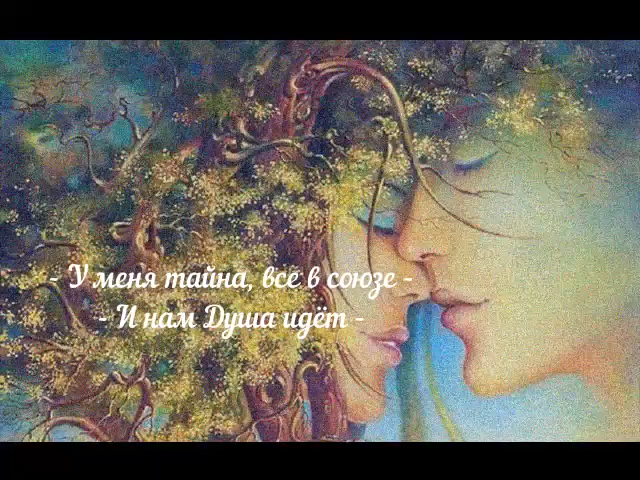 - У меня тайна, все в союзе -
- И нам Душа идёт -